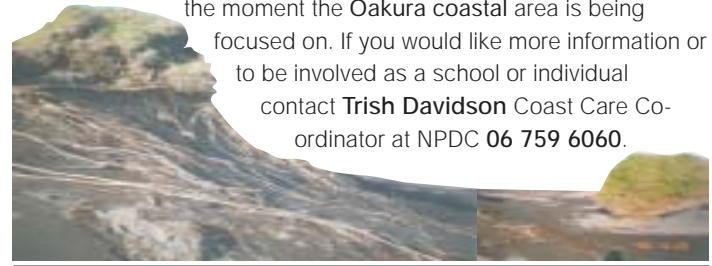 the moment the Oakura coastal area is being
focused on. If you would like more information or
to be involved as a school or individual
contact Trish Davidson Coast Care Co-
ordinator at NPDC 06 759 6060.